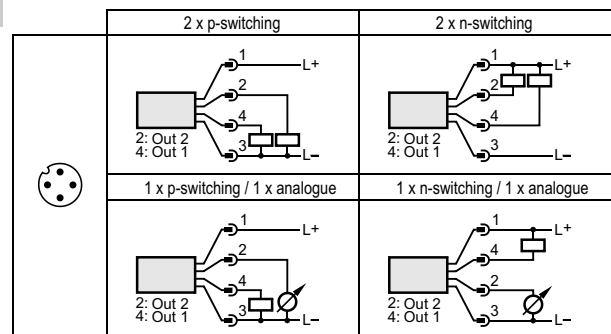 2 x p-switching
2 x n-switching
1
L+
2
4
3
L–
2: Out 2
4: Out 1
1
L+
2
4
3
L–
2: Out 2
4: Out 1
1 x p-switching / 1 x analogue
1 x n-switching / 1 x analogue
1
L+
2
4
3
L–
2: Out 2
4: Out 1
1
L+
4
2
3
L–
2: Out 2
4: Out 1